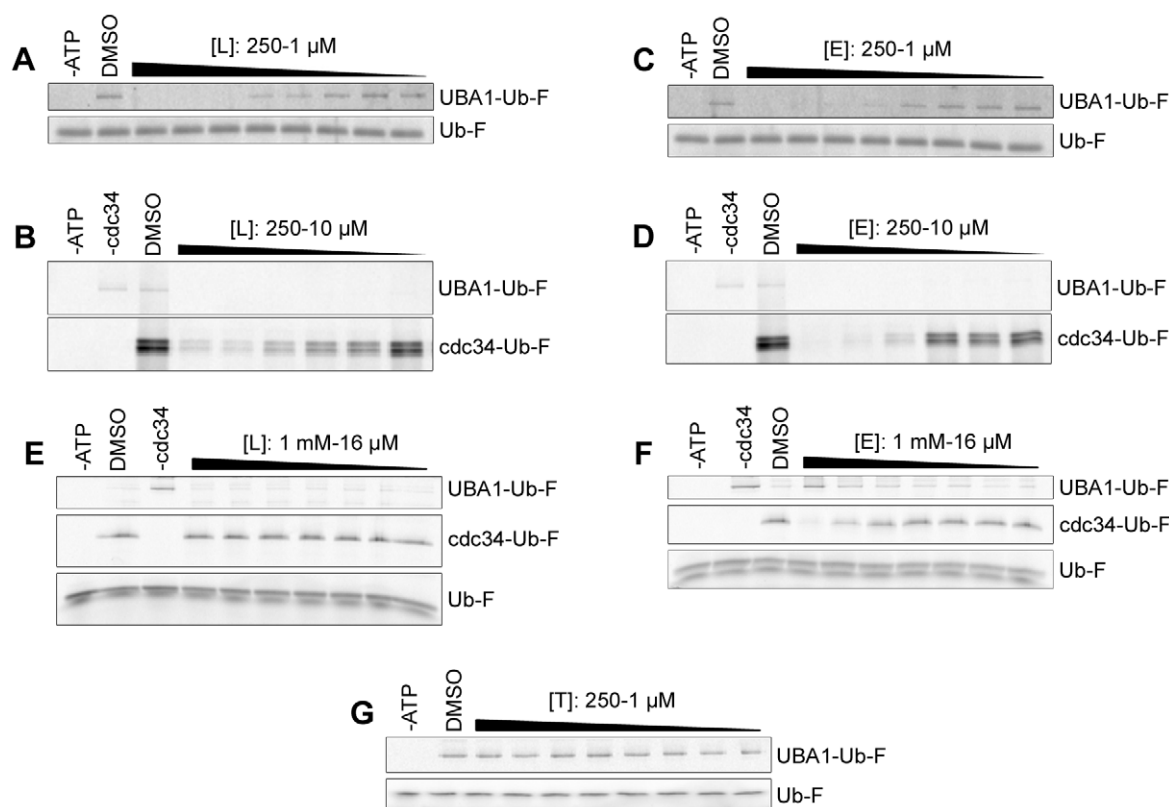 A
-ATP
DMSO
[L]: 250-1 µM
UBA1-Ub-F
Ub-F
C
-ATP
DMSO
[E]: 250-1 µM
UBA1-Ub-F
Ub-F
B
-ATP
-cdc34
DMSO
[L]: 250-10 µM
UBA1-Ub-F
cdc34-Ub-F
D
-ATP
-cdc34
DMSO
[E]: 250-10 µM
UBA1-Ub-F
cdc34-Ub-F
E
-ATP
DMSO
-cdc34
[L]: 1 mM-16 µM
UBA1-Ub-F
cdc34-Ub-F
Ub-F
F
-ATP
-cdc34
DMSO
[E]: 1 mM-16 µM
UBA1-Ub-F
cdc34-Ub-F
Ub-F
G
-ATP
DMSO
[T]: 250-1 µM
UBA1-Ub-F
Ub-F